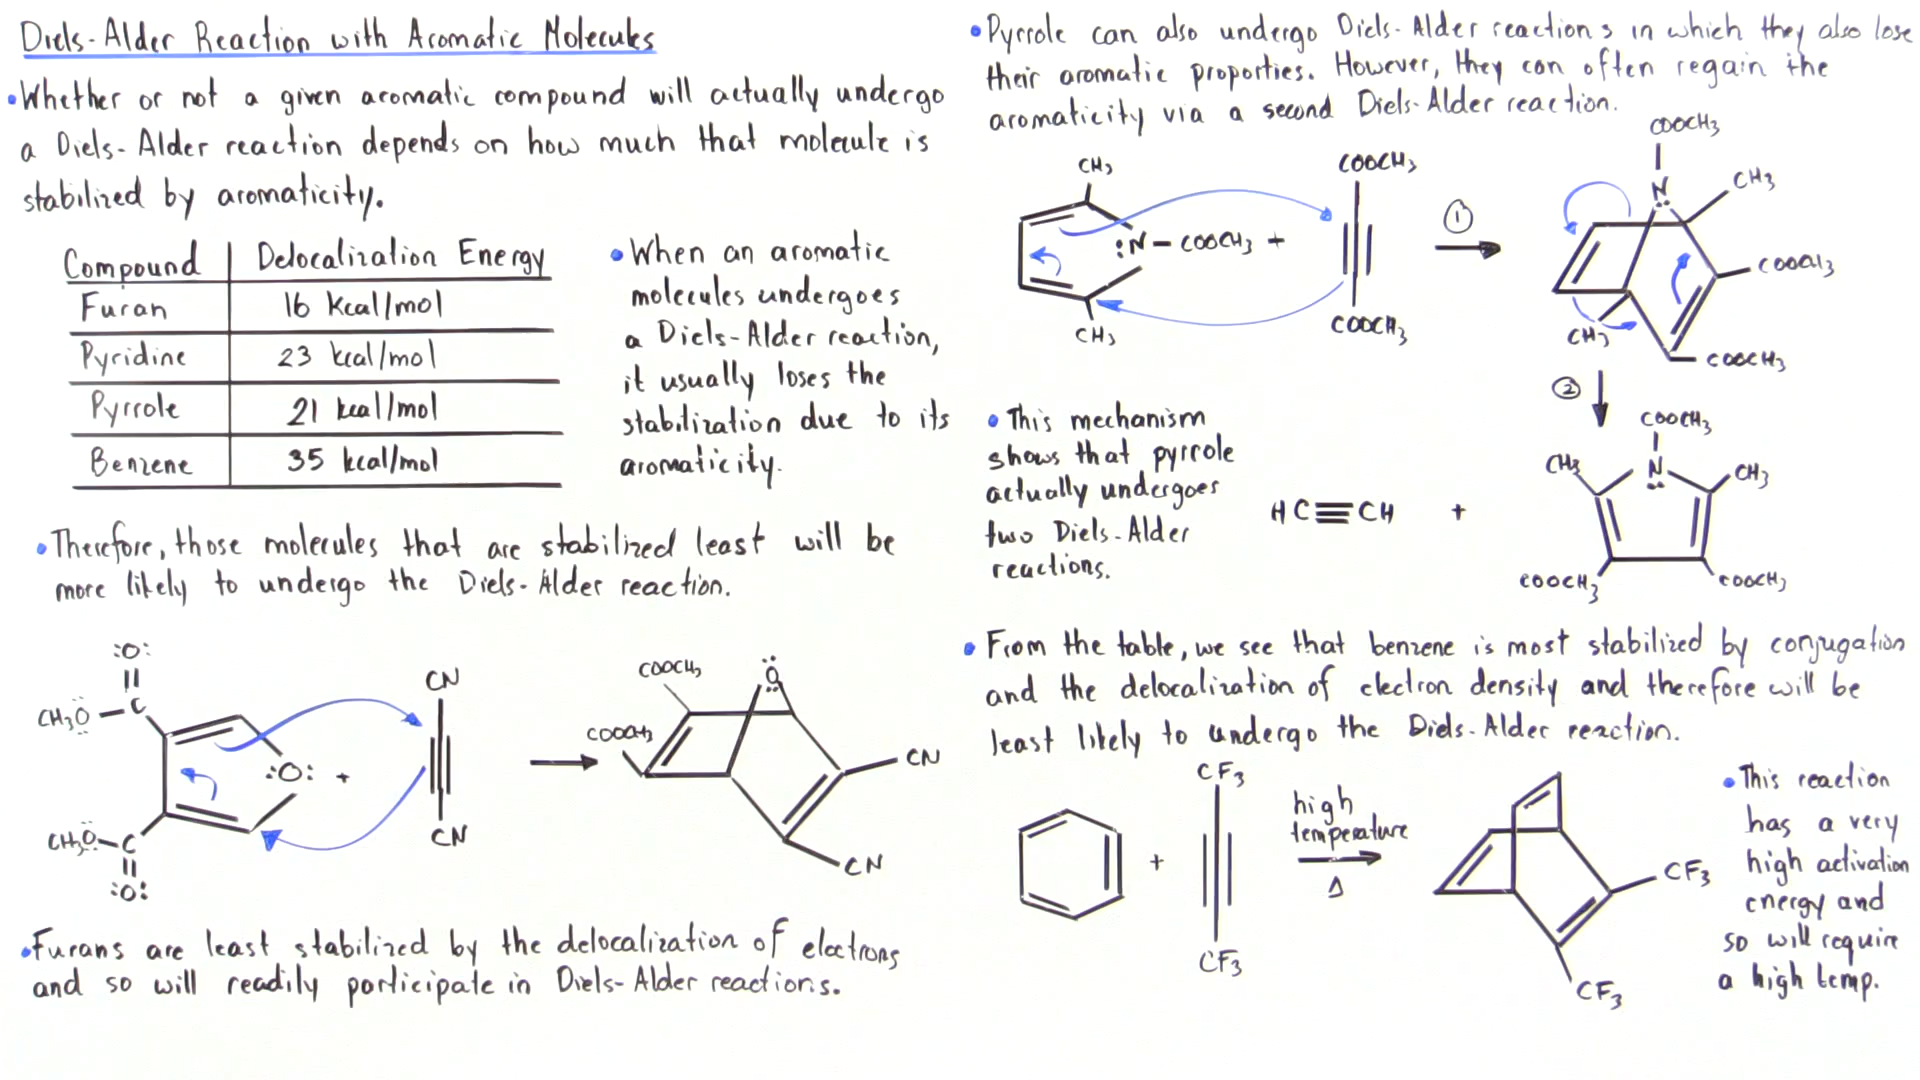 Diels-Alder Reaction with Aromatic Molecules
• Whether or not a given aromatic compound will actually undergo
a Diels-Alder reaction depends on how much that molecule is
stabilized by aromaticity.
Compound | Delocalization Energy
Furan | 16 kcal/mol
Pyridine | 23 kcal/mol
Pyrrole | 21 kcal/mol
Benzene | 35 kcal/mol
• When an aromatic
molecules undergoes
a Diels-Alder reaction,
it usually loses the
stabilization due to its
aromaticity.
• Therefore, those molecules that are stabilized least will be
more likely to undergo the Diels-Alder reaction.
:O:
C
CH3O
:O:
+
CH3O
C
:O:
CN
CN
COOCH3
COOCH3
O
CN
CN
• Furans are least stabilized by the delocalization of electrons
and so will readily participate in Diels-Alder reactions.
• Pyrrole can also undergo Diels-Alder reactions in which they also lose
their aromatic proporties. However, they can often regain the
aromaticity via a second Diels-Alder reaction.
CH3
:N-COOCH3 +
CH3
COOCH3
COOCH3
①
COOCH3
N
CH3
COOCH3
CH3
COOCH3
②
• This mechanism
shows that pyrrole
actually undergoes
two Diels-Alder
reactions.
HC≡CH +
COOCH3
CH3
N
CH3
COOCH3
COOCH3
• From the table, we see that benzene is most stabilized by conjugation
and the delocalization of electron density and therefore will be
least likely to undergo the Diels-Alder reaction.
+
CF3
CF3
high
temperature
Δ
CF3
CF3
• This reaction
has a very
high activation
energy and
so will require
a high temp.